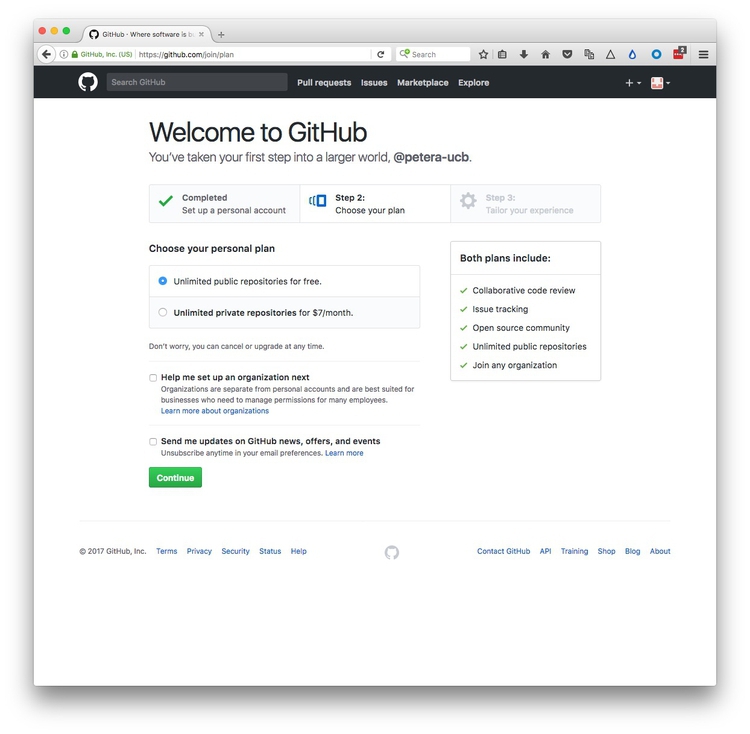 GitHub · Where software is bu
GitHub, Inc. (US)
https://github.com/join/plan
Search
2
Search GitHub
Pull requests
Issues
Marketplace
Explore
Welcome to GitHub
You've taken your first step into a larger world, @petera-ucb.
Completed
Set up a personal account
Step 2:
Choose your plan
Step 3:
Tailor your experience
Choose your personal plan
Unlimited public repositories for free.
Unlimited private repositories for $7/month.
Don't worry, you can cancel or upgrade at any time.
Help me set up an organization next
Organizations are separate from personal accounts and are best suited for
businesses who need to manage permissions for many employees.
Learn more about organizations
Send me updates on GitHub news, offers, and events
Unsubscribe anytime in your email preferences. Learn more
Continue
Both plans include:
Collaborative code review
Issue tracking
Open source community
Unlimited public repositories
Join any organization
© 2017 GitHub, Inc. Terms Privacy Security Status Help
Contact GitHub API Training Shop Blog About